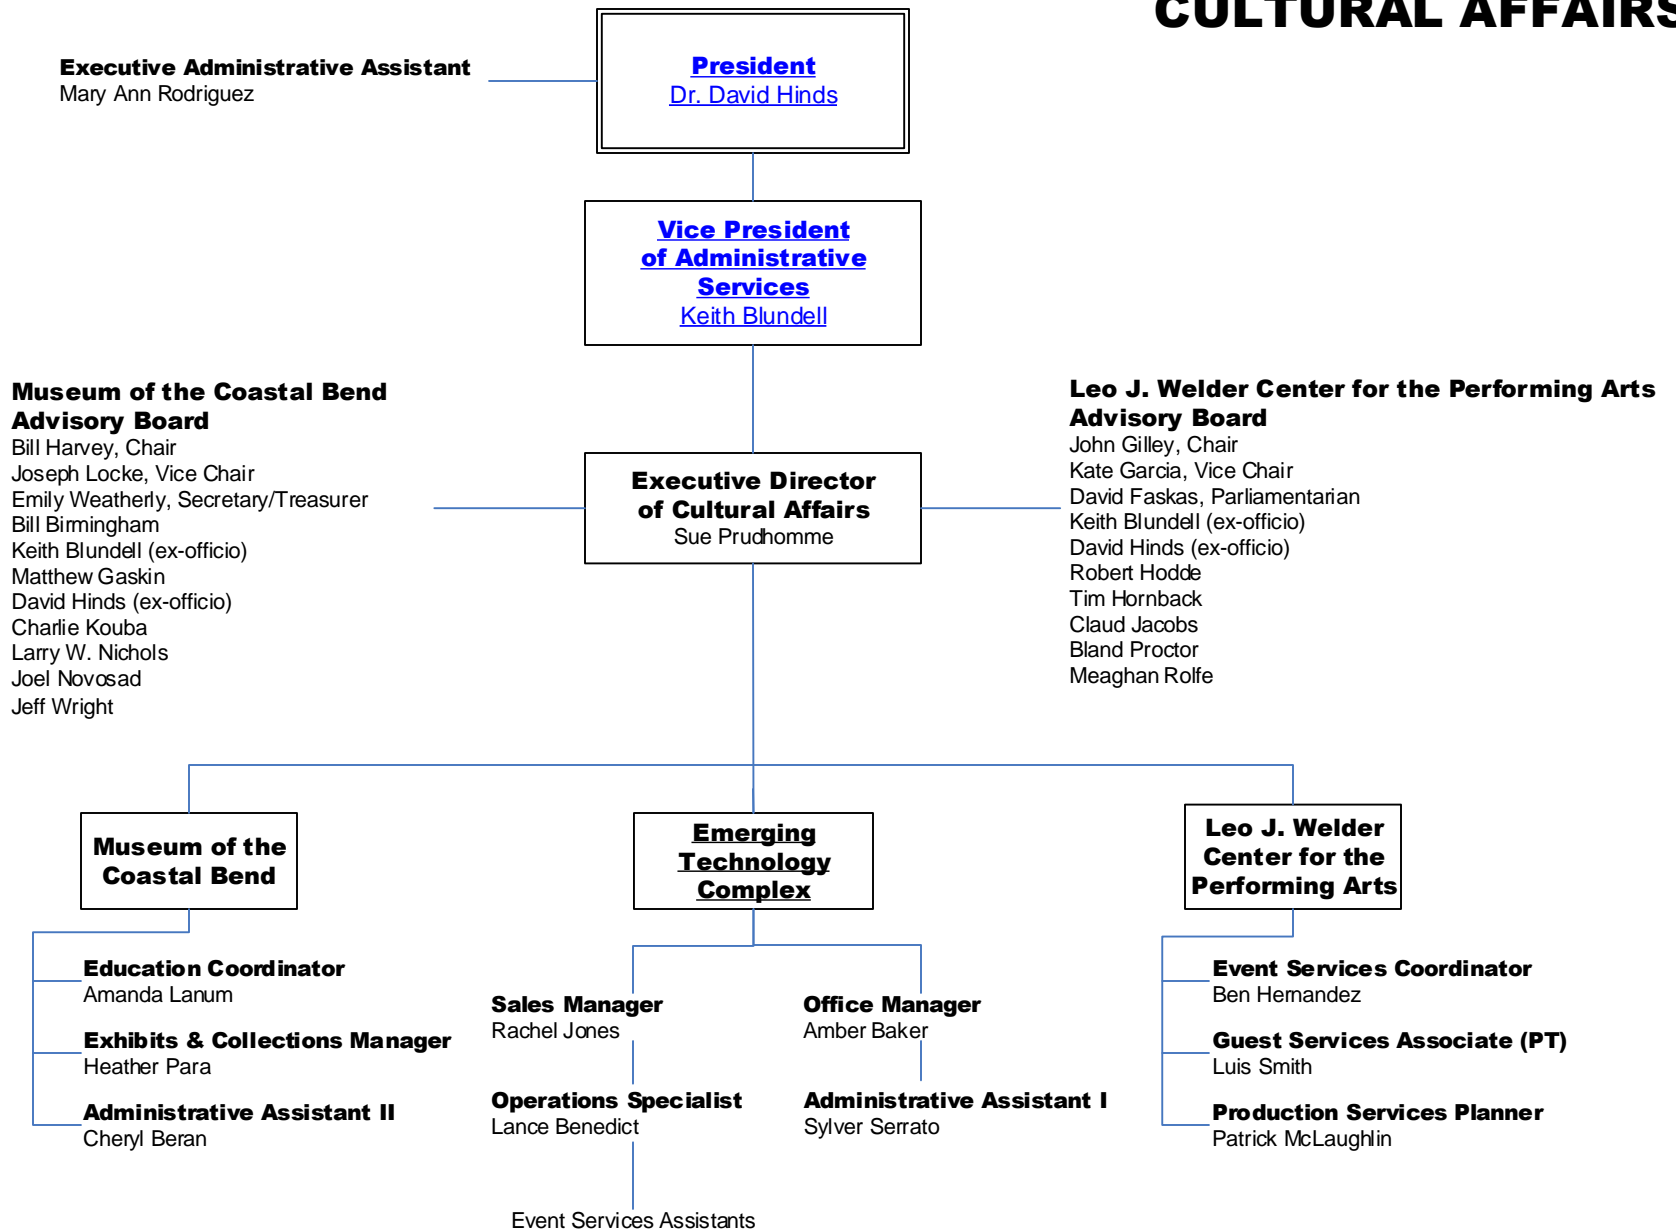 CULTURAL AFFAIRS
Executive Administrative Assistant
Mary Ann Rodriguez
President
Dr. David Hinds
Vice President
of Administrative
Services
Keith Blundell
Museum of the Coastal Bend
Advisory Board
Bill Harvey, Chair
Joseph Locke, Vice Chair
Emily Weatherly, Secretary/Treasurer
Bill Birmingham
Keith Blundell (ex-officio)
Matthew Gaskin
David Hinds (ex-officio)
Charlie Kouba
Larry W. Nichols
Joel Novosad
Jeff Wright
Executive Director
of Cultural Affairs
Sue Prudhomme
Leo J. Welder Center for the Performing Arts
Advisory Board
John Gilley, Chair
Kate Garcia, Vice Chair
David Faskas, Parliamentarian
Keith Blundell (ex-officio)
David Hinds (ex-officio)
Robert Hodde
Tim Hornback
Claud Jacobs
Bland Proctor
Meaghan Rolfe
Museum of the
Coastal Bend
Education Coordinator
Amanda Lanum
Exhibits & Collections Manager
Heather Para
Administrative Assistant II
Cheryl Beran
Emerging
Technology
Complex
Sales Manager
Rachel Jones
Operations Specialist
Lance Benedict
Event Services Assistants
Office Manager
Amber Baker
Administrative Assistant I
Sylver Serrato
Leo J. Welder
Center for the
Performing Arts
Event Services Coordinator
Ben Hernandez
Guest Services Associate (PT)
Luis Smith
Production Services Planner
Patrick McLaughlin